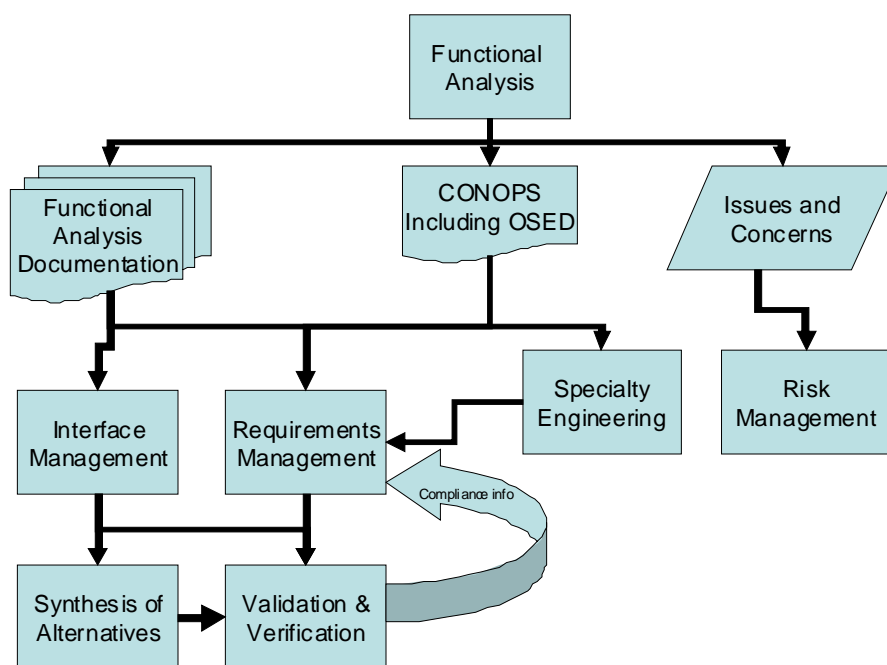 Functional
Analysis
Functional
Analysis
Documentation
CONOPS
Including OSED
Issues and
Concerns
Interface
Management
Requirements
Management
Specialty
Engineering
Risk
Management
Compliance info
Synthesis of
Alternatives
Validation &
Verification